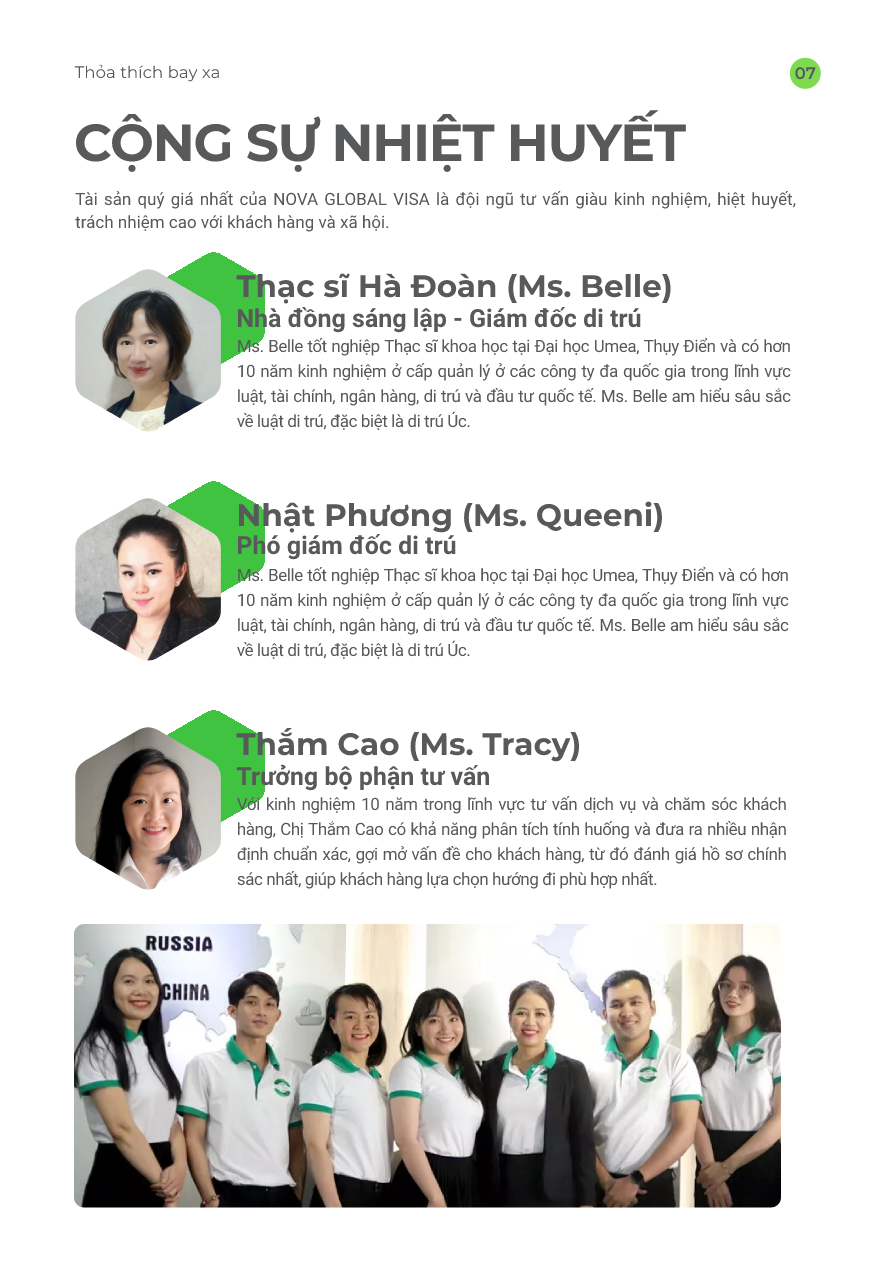 Thỏa thích bay xa
07
CỘNG SỰ NHIỆT HUYẾT
Tài sản quý giá nhất của NOVA GLOBAL VISA là đội ngũ tư vấn giàu kinh nghiệm, hiệt huyết,
trách nhiệm cao với khách hàng và xã hội.
Thạc sĩ Hà Đoàn (Ms. Belle)
Nhà đồng sáng lập - Giám đốc di trú
Ms. Belle tốt nghiệp Thạc sĩ khoa học tại Đại học Umea, Thụy Điển và có hơn
10 năm kinh nghiệm ở cấp quản lý ở các công ty đa quốc gia trong lĩnh vực
luật, tài chính, ngân hàng, di trú và đầu tư quốc tế. Ms. Belle am hiểu sâu sắc
về luật di trú, đặc biệt là di trú Úc.
Nhật Phương (Ms. Queeni)
Phó giám đốc di trú
Ms. Belle tốt nghiệp Thạc sĩ khoa học tại Đại học Umea, Thụy Điển và có hơn
10 năm kinh nghiệm ở cấp quản lý ở các công ty đa quốc gia trong lĩnh vực
luật, tài chính, ngân hàng, di trú và đầu tư quốc tế. Ms. Belle am hiểu sâu sắc
về luật di trú, đặc biệt là di trú Úc.
Thắm Cao (Ms. Tracy)
Trưởng bộ phận tư vấn
Với kinh nghiệm 10 năm trong lĩnh vực tư vấn dịch vụ và chăm sóc khách
hàng, Chị Thắm Cao có khả năng phân tích tính huống và đưa ra nhiều nhận
định chuẩn xác, gợi mở vấn đề cho khách hàng, từ đó đánh giá hồ sơ chính
sác nhất, giúp khách hàng lựa chọn hướng đi phù hợp nhất.
RUSSIA
CHINA